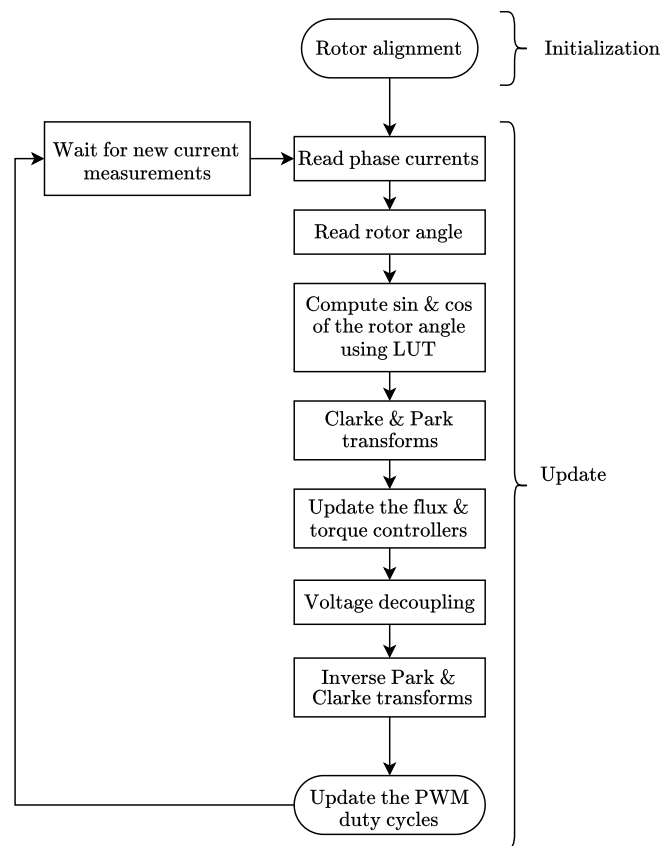 Rotor alignment
Initialization
Wait for new current
measurements
Read phase currents
Read rotor angle
Compute sin & cos
of the rotor angle
using LUT
Clarke & Park
transforms
Update the flux &
torque controllers
Update
Voltage decoupling
Inverse Park &
Clarke transforms
Update the PWM
duty cycles